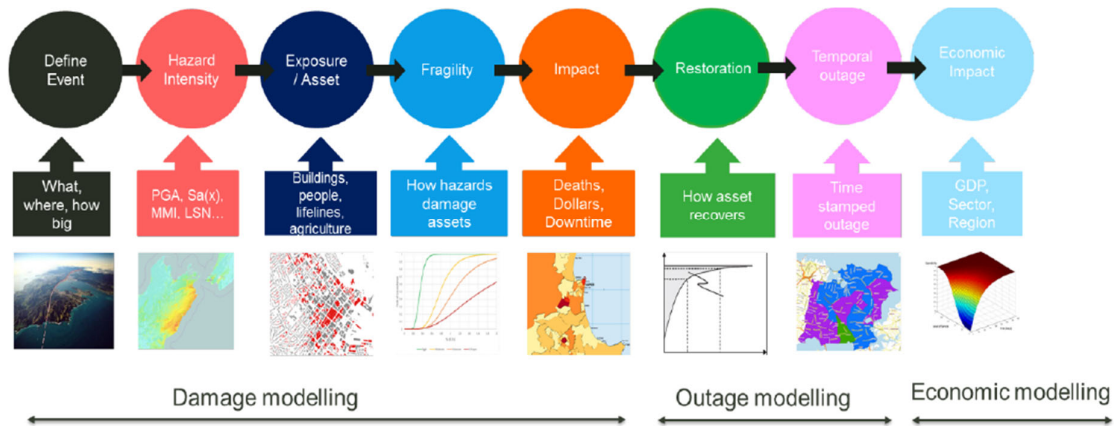 Define
Event
Hazard
Intensity
Exposure
/ Asset
Fragility
Impact
Restoration
Temporal
outage
Economic
Impact
What,
where, how
big
PGA, Sa(x),
MMI, LSN...
Buildings,
people,
lifelines,
agriculture
How hazards
damage
assets
Deaths,
Dollars,
Downtime
How asset
recovers
Time
stamped
outage
GDP,
Sector,
Region
Damage modelling
Outage modelling
Economic modelling